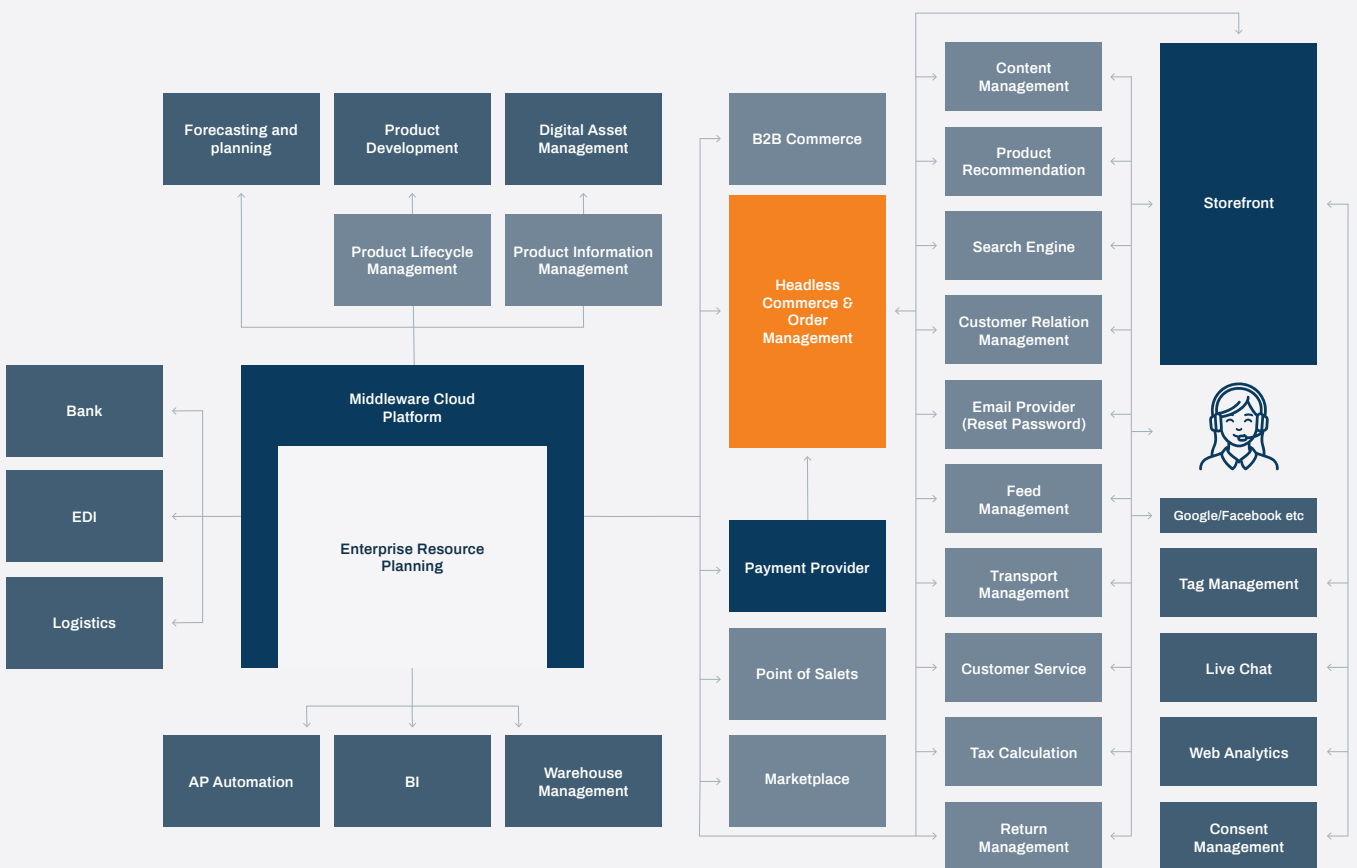 Forecasting and
planning
Product
Development
Digital Asset
Management
Product Lifecycle
Management
Product Information
Management
Bank
EDI
Logistics
Middleware Cloud
Platform
Enterprise Resource
Planning
AP Automation
BI
Warehouse
Management
B2B Commerce
Headless
Commerce &
Order
Management
Payment Provider
Point of Salets
Marketplace
Content
Management
Product
Recommendation
Search Engine
Customer Relation
Management
Email Provider
(Reset Password)
Feed
Management
Transport
Management
Customer Service
Tax Calculation
Return
Management
Storefront
Google/Facebook etc
Tag Management
Live Chat
Web Analytics
Consent
Management